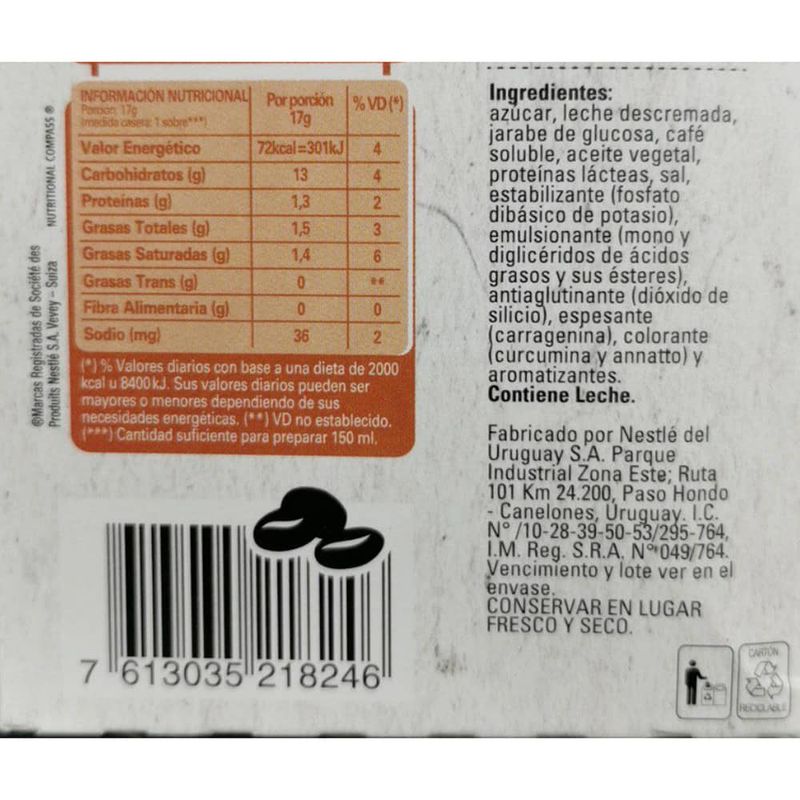 INFORMACIÓN NUTRICIONAL
Porción: 17g
(medida casera: 1 sobre***)
Por porción
17g
% VD (*)
Valor Energético 72kcal=301kJ 4
Carbohidratos (g) 13 4
Proteínas (g) 1,3 2
Grasas Totales (g) 1,5 3
Grasas Saturadas (g) 1,4 6
Grasas Trans (g) 0 **
Fibra Alimentaria (g) 0 0
Sodio (mg) 36 2
(*) % Valores diarios con base a una dieta de 2000
kcal u 8400 kJ. Sus valores diarios pueden ser
mayores o menores dependiendo de sus
necesidades energéticas. (**) VD no establecido.
(***) Cantidad suficiente para preparar 150 ml.
®Marcas Registradas de Société des
Produits Nestlé S.A. Vevey – Suiza
NUTRITIONAL COMPASS ®
7 613035 218246
Ingredientes:
azúcar, leche descremada,
jarabe de glucosa, café
soluble, aceite vegetal,
proteínas lácteas, sal,
estabilizante (fosfato
dibásico de potasio),
emulsionante (mono y
diglicéridos de ácidos
grasos y sus ésteres),
antiaglutinante (dióxido de
silicio), espesante
(carragenina), colorante
(curcumina y annatto) y
aromatizantes.
Contiene Leche.
Fabricado por Nestlé del
Uruguay S.A. Parque
Industrial Zona Este; Ruta
101 Km 24.200, Paso Hondo
- Canelones, Uruguay. I.C.
N° /10-28-39-50-53/295-764,
I.M. Reg. S.R.A. N° 049/764.
Vencimiento y lote ver en el
envase.
CONSERVAR EN LUGAR
FRESCO Y SECO.
CARTÓN
RECICLABLE